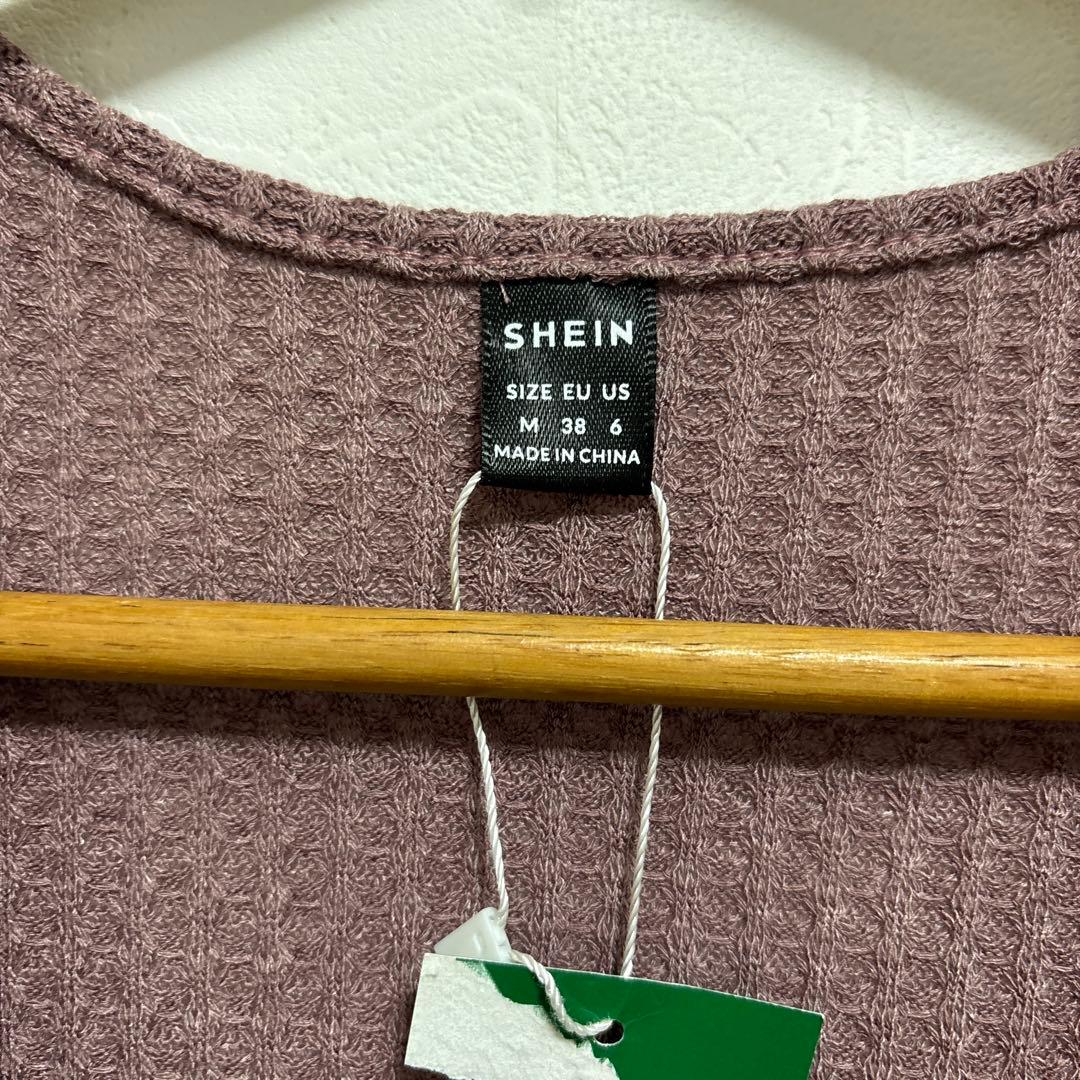 SHEIN
SIZE EU US
M 38 6
MADE IN CHINA